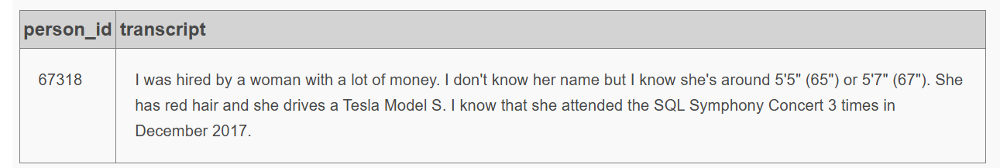 person_id transcript
67318 I was hired by a woman with a lot of money. I don't know her name but I know she's around 5'5" (65") or 5'7" (67"). She
has red hair and she drives a Tesla Model S. I know that she attended the SQL Symphony Concert 3 times in
December 2017.